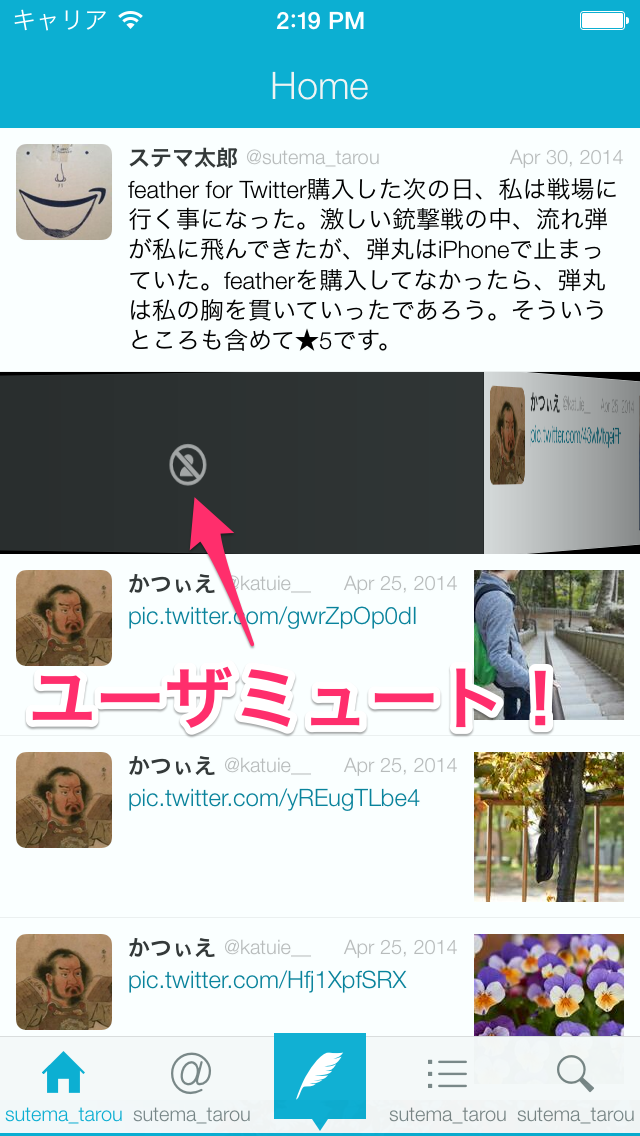 キャリア 2:19 PM
Home
ステマ太郎 @sutema_tarou Apr 30, 2014
feather for Twitter購入した次の日、私は戦場に
行く事になった。激しい銃撃戦の中、流れ弾
が私に飛んできたが、弾丸はiPhoneで止まっ
ていた。featherを購入してなかったら、弾丸
は私の胸を貫いていったであろう。そういう
ところも含めて★5です。
かつぃえ @katuie__ Apr 25, 2014
かつぃえ @katuie__ Apr 25, 2014
pic.twitter.com/gwrZpOp0dI
ユーザミュート！
かつぃえ @katuie__ Apr 25, 2014
pic.twitter.com/yREugTLbe4
かつぃえ @katuie__ Apr 25, 2014
pic.twitter.com/Hfj1XpfSRX
sutema_tarou sutema_tarou sutema_tarou sutema_tarou